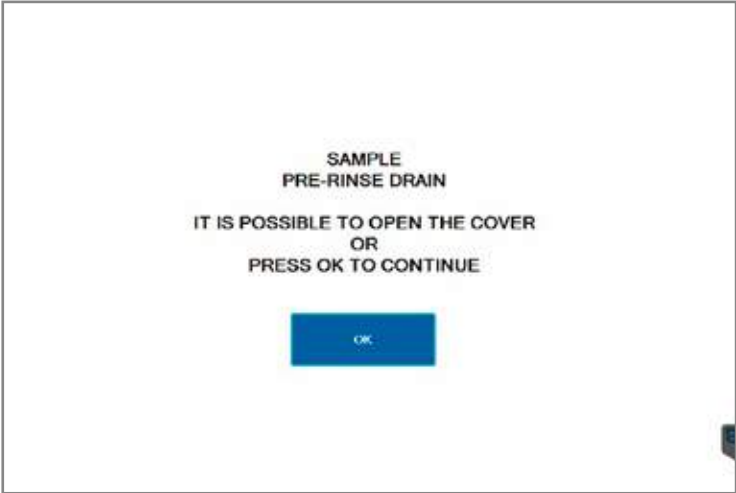 SAMPLE
PRE-RINSE DRAIN
IT IS POSSIBLE TO OPEN THE COVER
OR
PRESS OK TO CONTINUE
OK